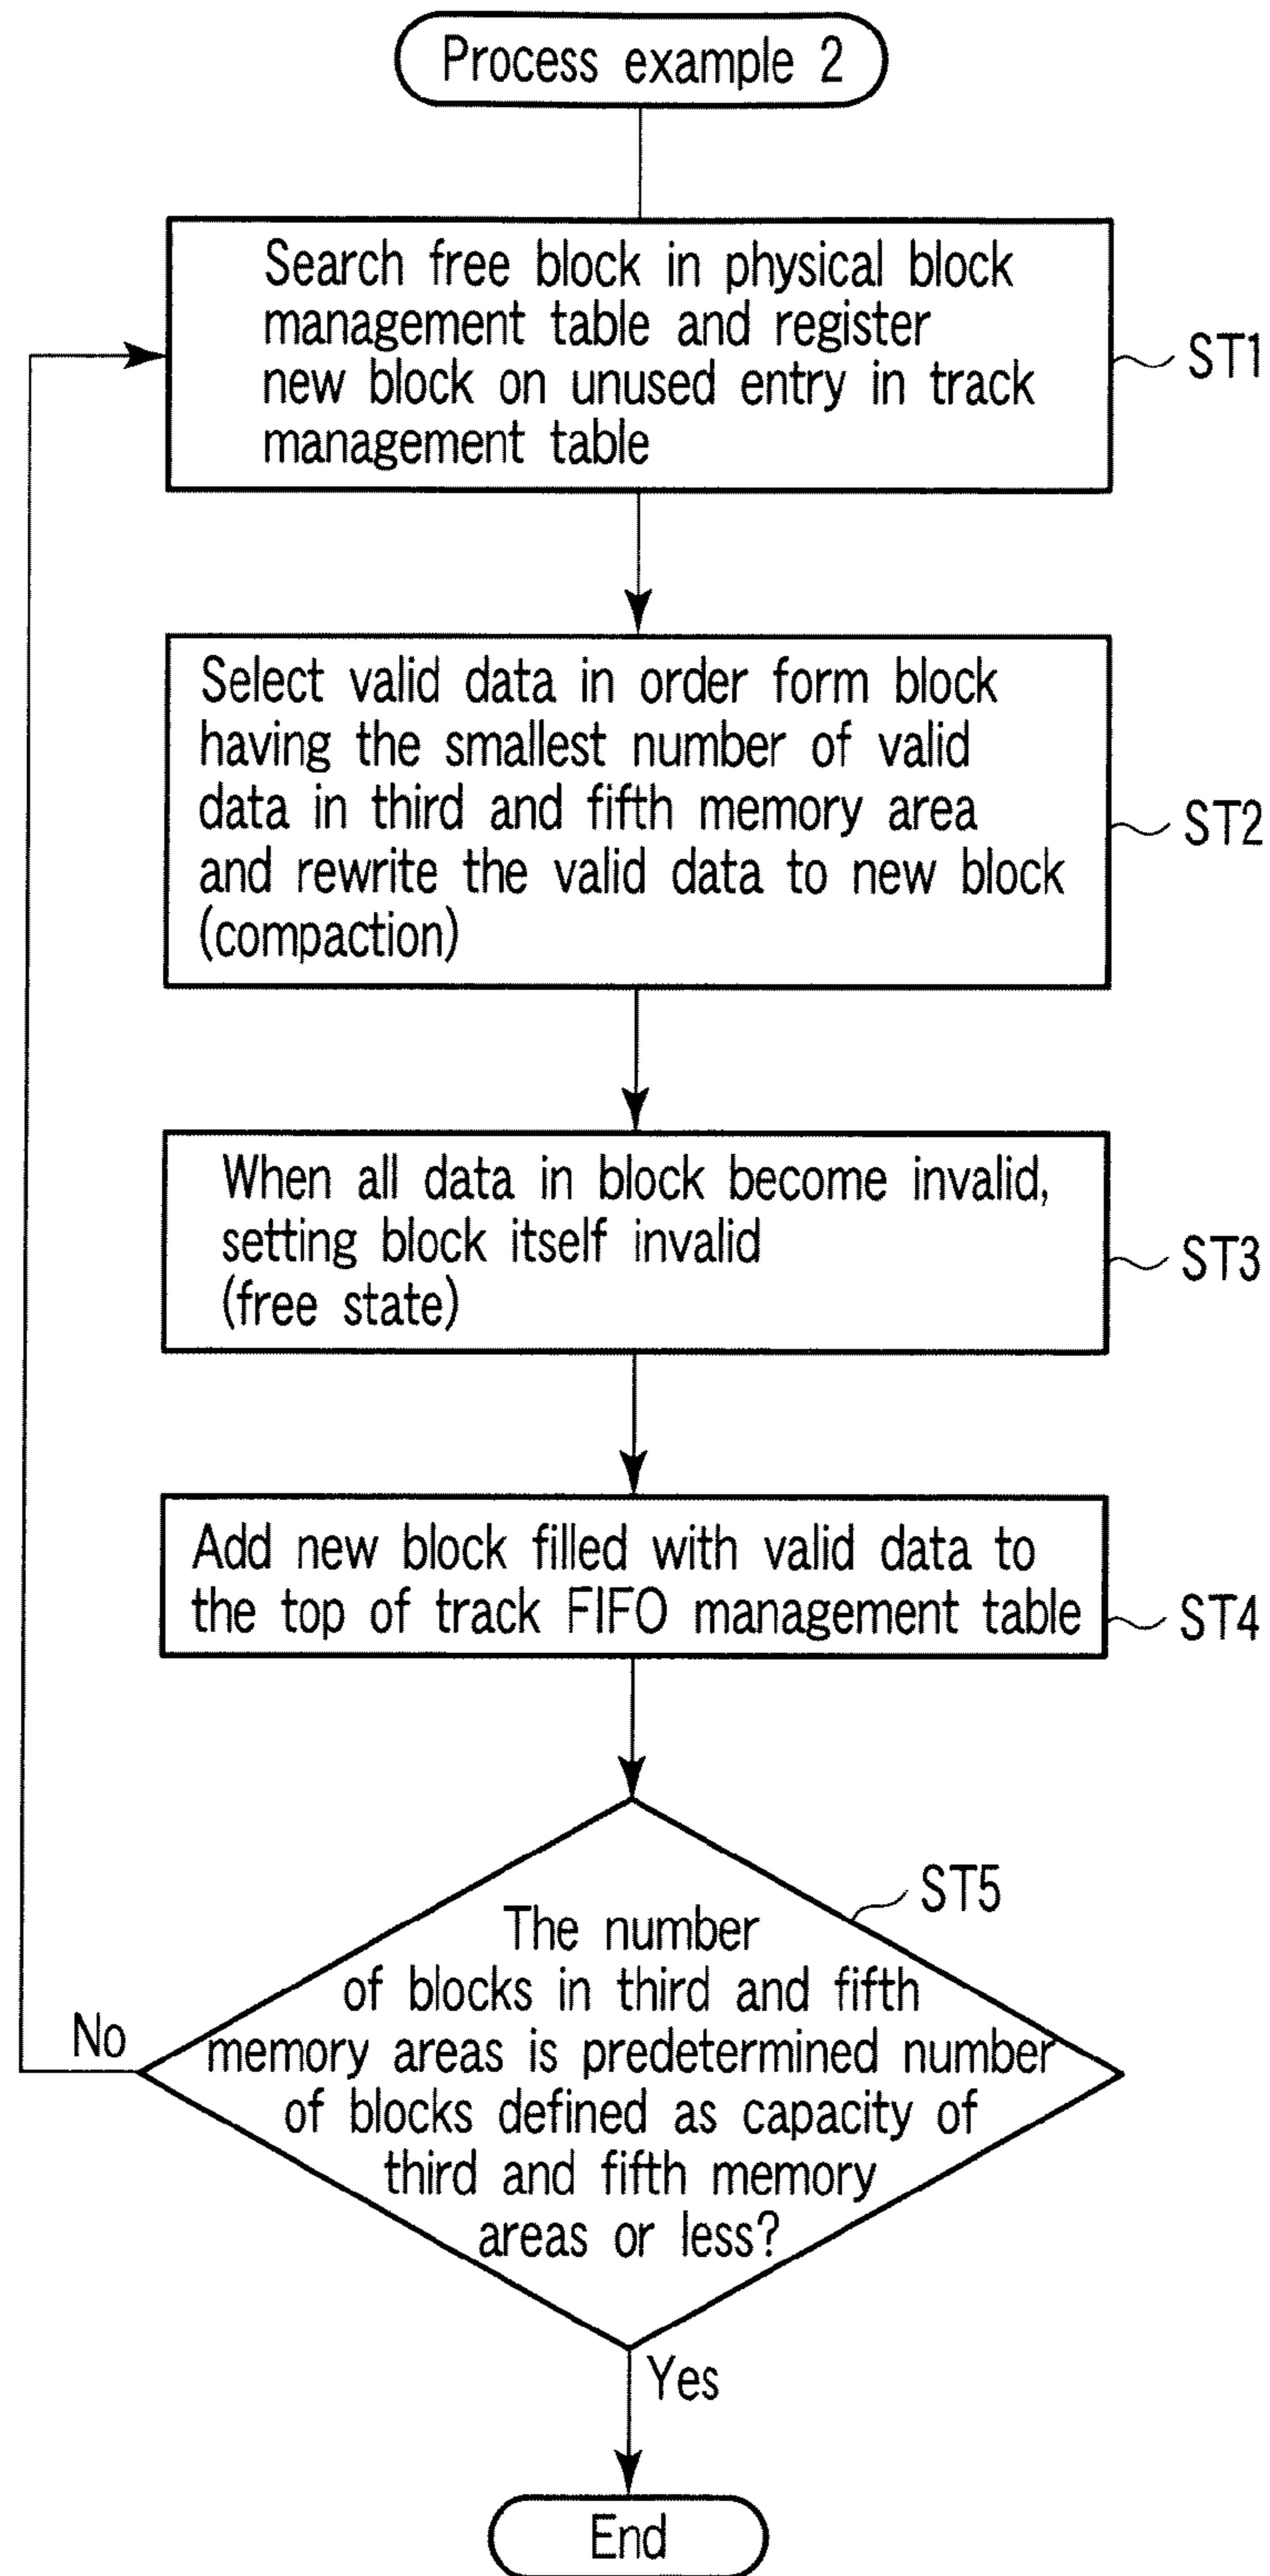 Process example 2
Search free block in physical block
management table and register
new block on unused entry in track
management table
ST1
Select valid data in order form block
having the smallest number of valid
data in third and fifth memory area
and rewrite the valid data to new block
(compaction)
ST2
When all data in block become invalid,
setting block itself invalid
(free state)
ST3
Add new block filled with valid data to
the top of track FIFO management table
ST4
ST5
The number
of blocks in third and fifth
memory areas is predetermined number
of blocks defined as capacity of
third and fifth memory
areas or less?
No
Yes
End